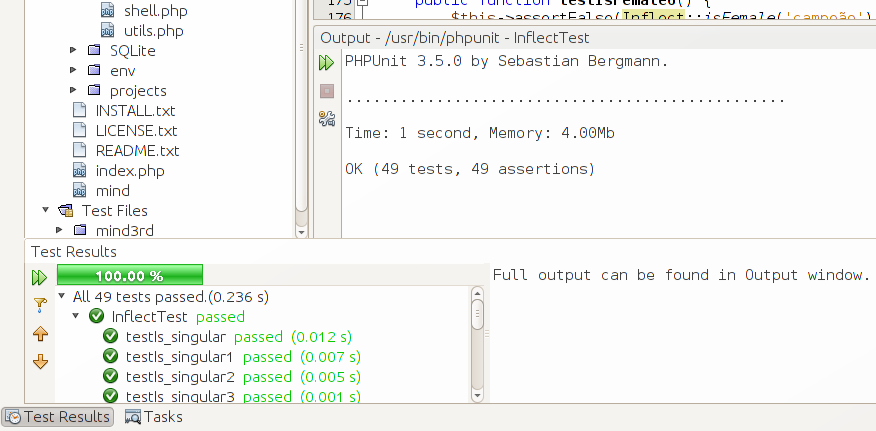 shell.php
utils.php
SQLite
env
projects
INSTALL.txt
LICENSE.txt
README.txt
index.php
mind
Test Files
mind3rd
175 public function testIsFemale6() {
176 $this->assertFalse(Inflect::isFemale('campeão')
Output - /usr/bin/phpunit - InflectTest
PHPUnit 3.5.0 by Sebastian Bergmann.
.................................................
Time: 1 second, Memory: 4.00Mb
OK (49 tests, 49 assertions)
Test Results
100.00 %
All 49 tests passed.(0.236 s)
InflectTest passed
testIs_singular passed (0.012 s)
testIs_singular1 passed (0.007 s)
testIs_singular2 passed (0.005 s)
testIs_singular3 passed (0.001 s)
Full output can be found in Output window.
Test Results
Tasks